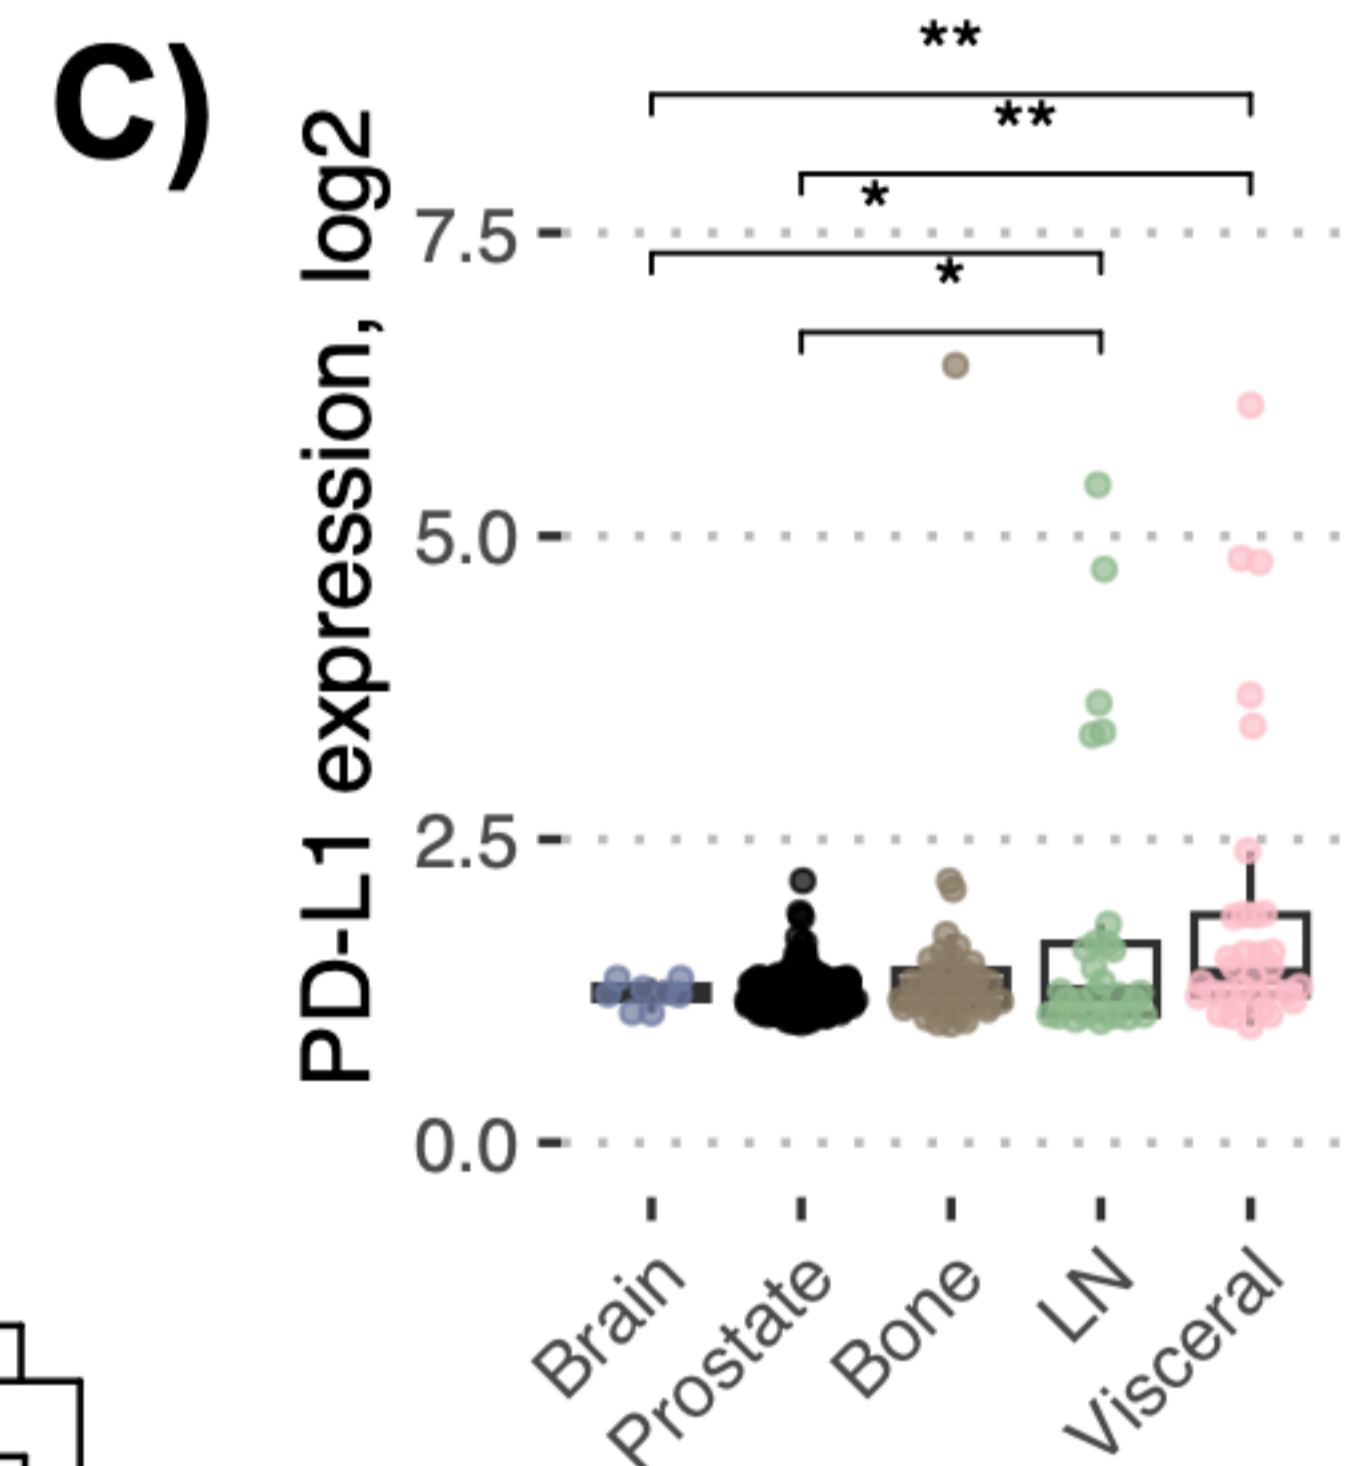 C)
PD-L1 expression, log2
**
**
*
*
7.5
5.0
2.5
0.0
Brain
Prostate
Bone
LN
Visceral